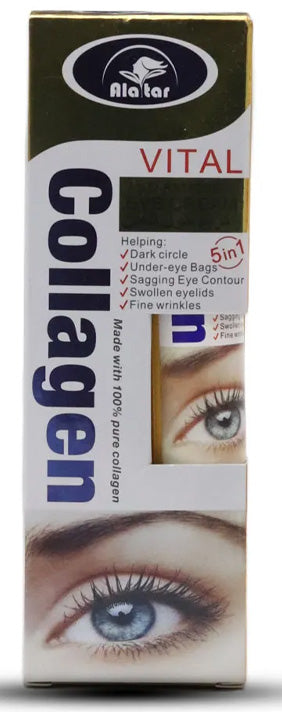 Alattar
VITAL
Collagen
Made with 100% pure collagen
Helping:
Dark circle
Under-eye Bags
Sagging Eye Contour
Swollen eyelids
Fine wrinkles
5in1
n